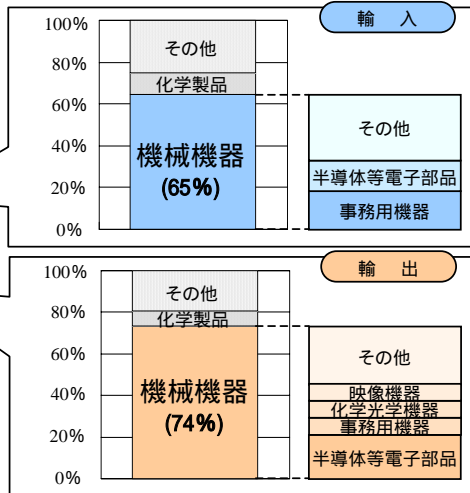 輸 入
100%
80%
60%
40%
20%
0%
その他
化学製品
機械機器
(65%)
その他
半導体等電子部品
事務用機器
輸 出
100%
80%
60%
40%
20%
0%
その他
化学製品
機械機器
(74%)
その他
映像機器
化学光学機器
事務用機器
半導体等電子部品